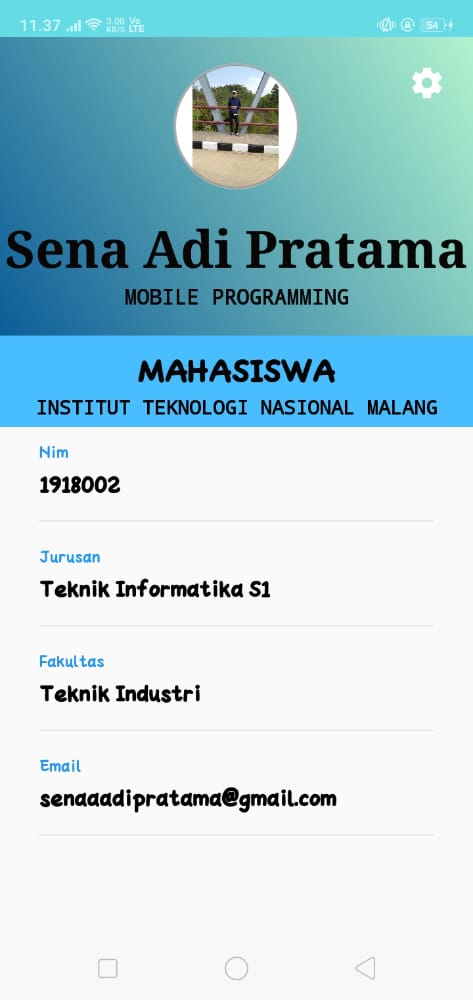 11.37 3.00 KB/S Vo LTE 54
Sena Adi Pratama
MOBILE PROGRAMMING
MAHASISWA
INSTITUT TEKNOLOGI NASIONAL MALANG
Nim
1918002
Jurusan
Teknik Informatika S1
Fakultas
Teknik Industri
Email
senaaadipratama@gmail.com